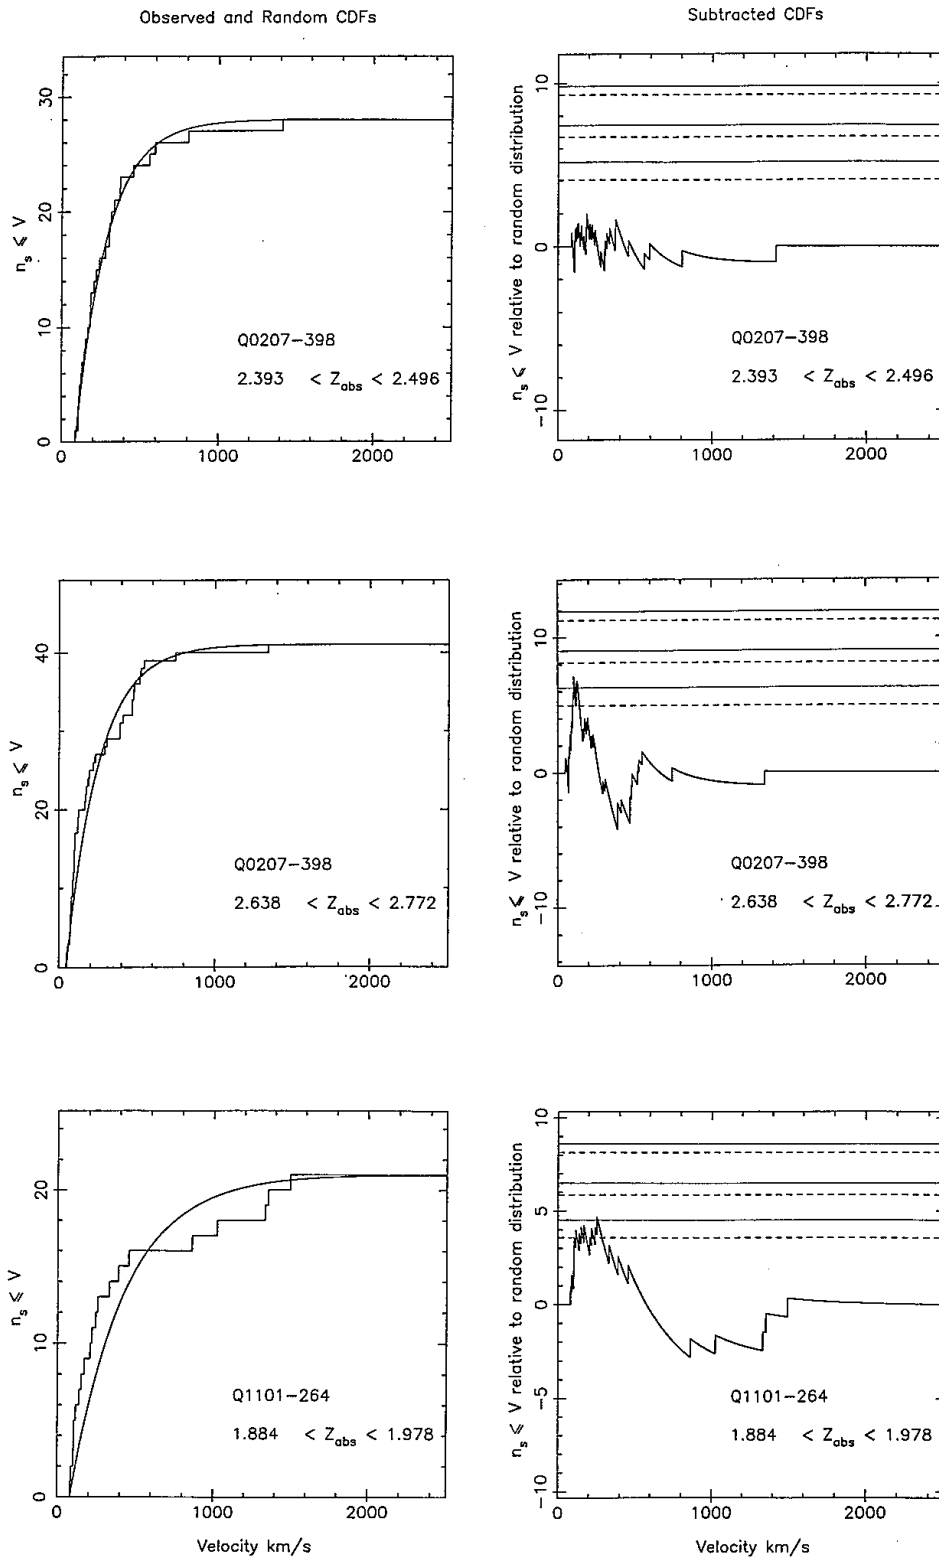 Observed and Random CDFs
Subtracted CDFs
n_s ⩽ V
30
20
10
0
Q0207−398
2.393 < Z_abs < 2.496
0 1000 2000
n_s ⩽ V relative to random distribution
10
0
−10
Q0207−398
2.393 < Z_abs < 2.496
0 1000 2000
n_s ⩽ V
40
20
0
Q0207−398
2.638 < Z_abs < 2.772
0 1000 2000
n_s ⩽ V relative to random distribution
10
0
−10
Q0207−398
2.638 < Z_abs < 2.772
0 1000 2000
n_s ⩽ V
20
10
0
Q1101−264
1.884 < Z_abs < 1.978
0 1000 2000
Velocity km/s
n_s ⩽ V relative to random distribution
10
5
0
−5
−10
Q1101−264
1.884 < Z_abs < 1.978
0 1000 2000
Velocity km/s